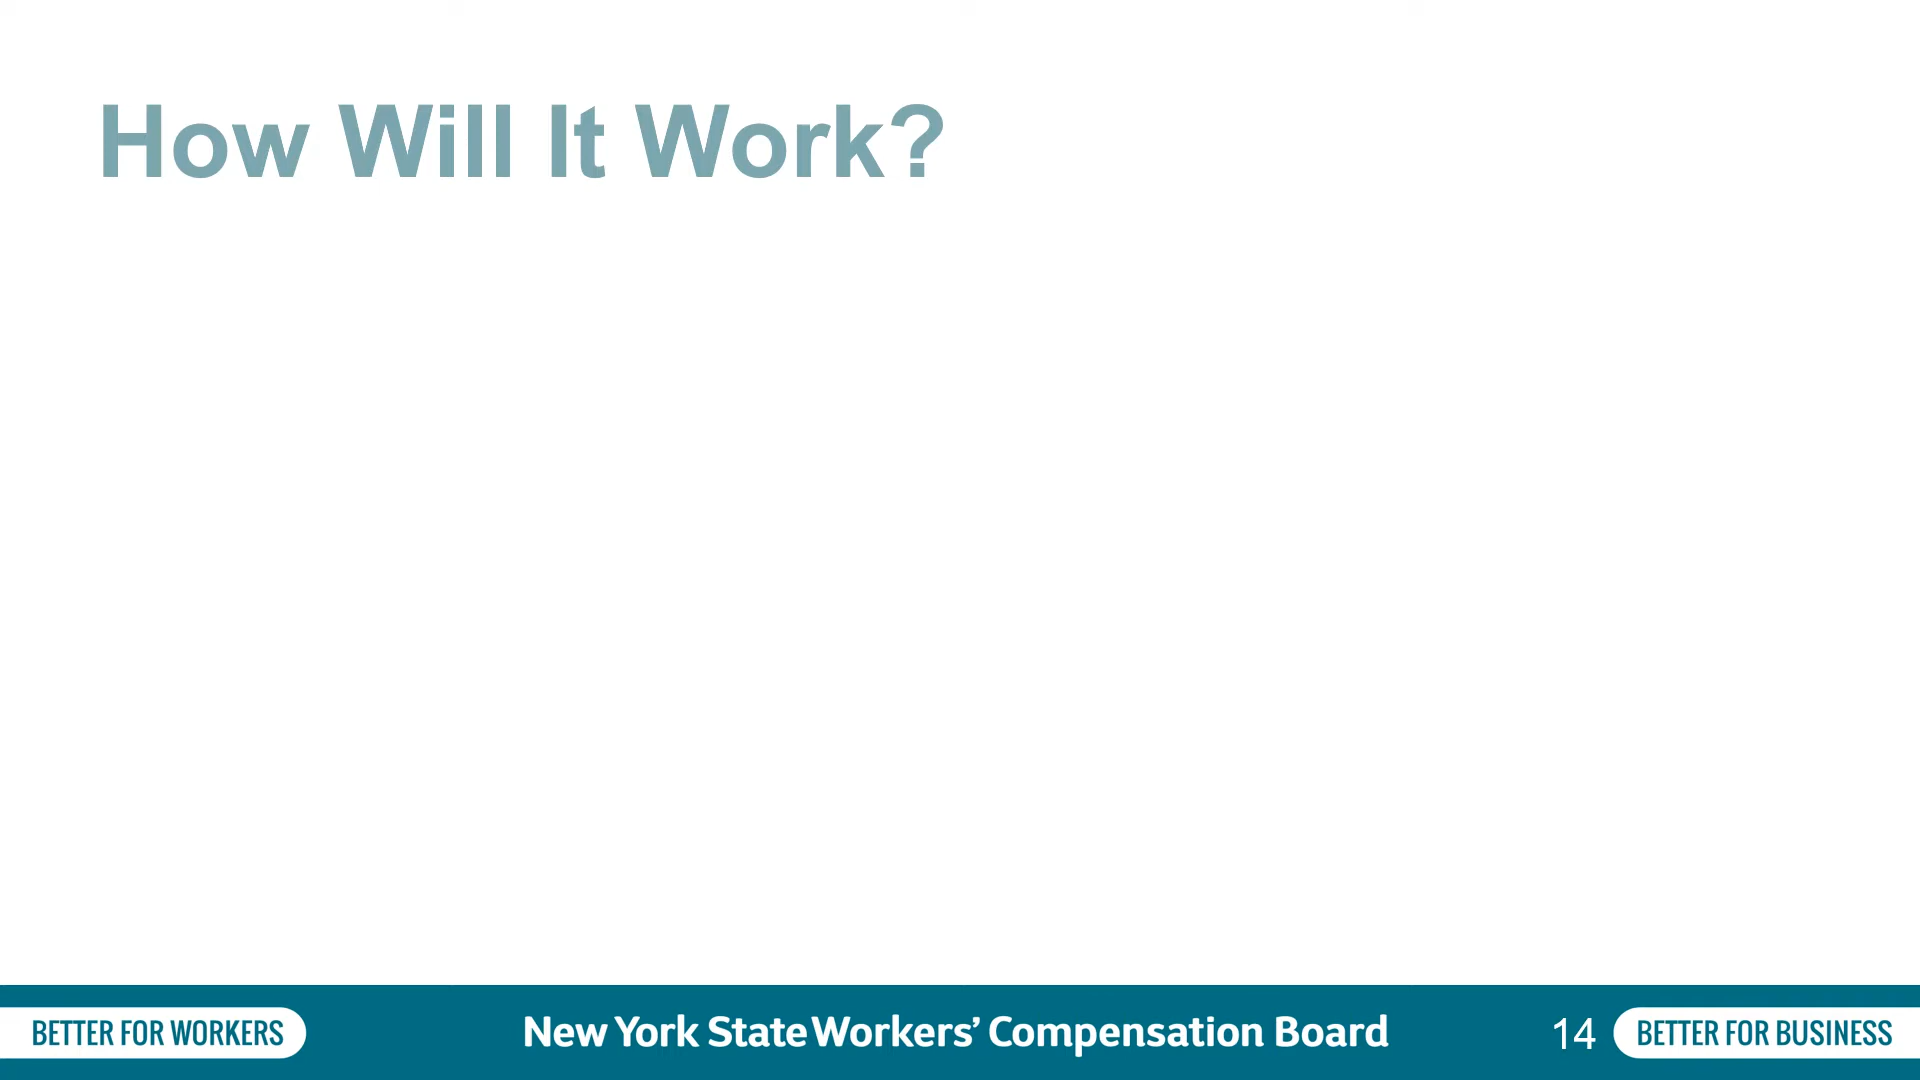 How Will It Work?
BETTER FOR WORKERS
New York State Workers’ Compensation Board
14
BETTER FOR BUSINESS